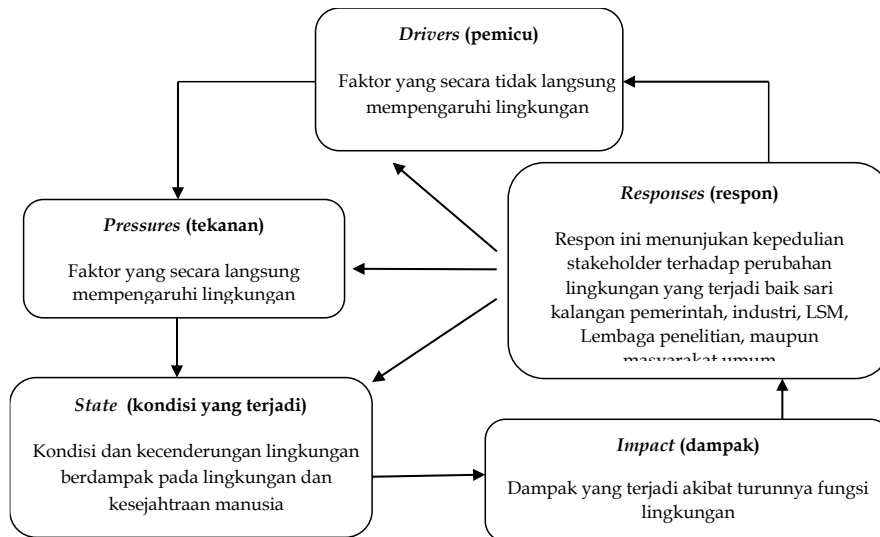 Drivers (pemicu)
Faktor yang secara tidak langsung
mempengaruhi lingkungan
Pressures (tekanan)
Faktor yang secara langsung
mempengaruhi lingkungan
State (kondisi yang terjadi)
Kondisi dan kecenderungan lingkungan
berdampak pada lingkungan dan
kesejahtraan manusia
Impact (dampak)
Dampak yang terjadi akibat turunnya fungsi
lingkungan
Responses (respon)
Respon ini menunjukan kepedulian
stakeholder terhadap perubahan
lingkungan yang terjadi baik sari
kalangan pemerintah, industri, LSM,
Lembaga penelitian, maupun
masyarakat umum